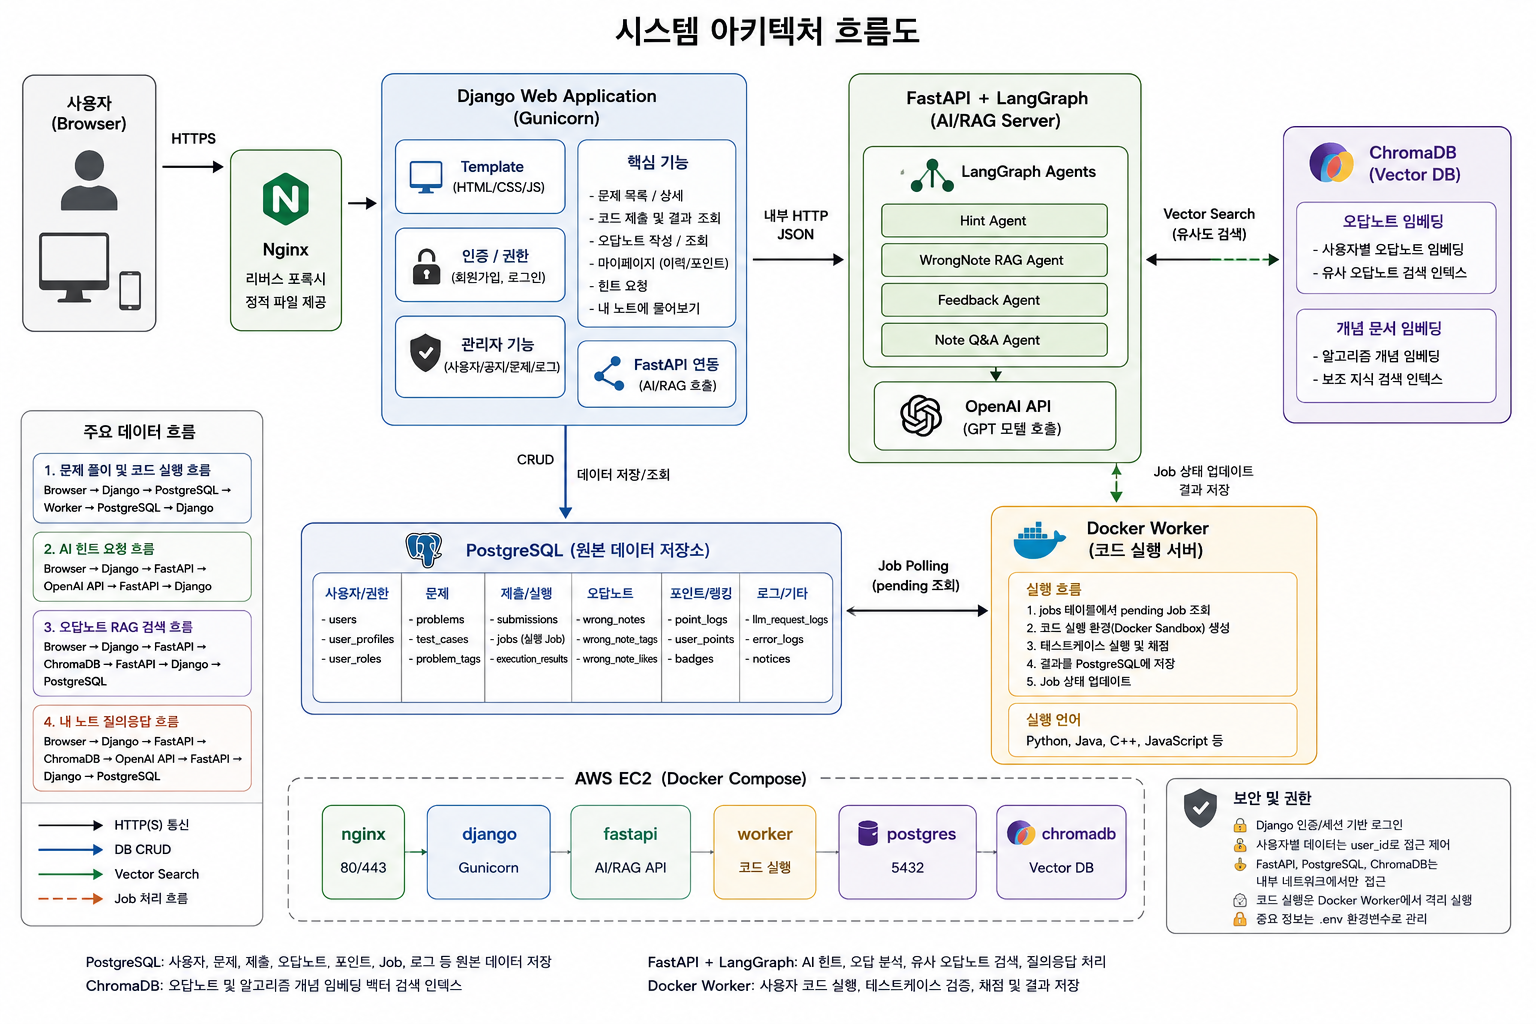 시스템 아키텍처 흐름도
사용자
(Browser)
HTTPS
Nginx
리버스 포록시
정적 파일 제공
Django Web Application
(Gunicorn)
Template
(HTML/CSS/JS)
인증 / 권한
(회원가입, 로그인)
관리자 기능
(사용자/공지/문제/로그)
핵심 기능
- 문제 목록 / 상세
- 코드 제출 및 결과 조회
- 오답노트 작성 / 조회
- 마이페이지 (이력/포인트)
- 힌트 요청
- 내 노트에 물어보기
FastAPI 연동
(AI/RAG 호출)
내부 HTTP
JSON
FastAPI + LangGraph
(AI/RAG Server)
LangGraph Agents
Hint Agent
WrongNote RAG Agent
Feedback Agent
Note Q&A Agent
OpenAI API
(GPT 모델 호출)
Vector Search
(유사도 검색)
ChromaDB
(Vector DB)
오답노트 임베딩
- 사용자별 오답노트 임베딩
- 유사 오답노트 검색 인텍스
개념 문서 임베딩
- 알고리즘 개념 임베딩
- 보조 지식 검색 인텍스
CRUD
데이터 저장/조회
Job 상태 업데이트
결과 저장
주요 데이터 흐름
1. 문제 풀이 및 코드 실행 흐름
Browser → Django → PostgreSQL →
Worker → PostgreSQL → Django
2. AI 힌트 요청 흐름
Browser → Django → FastAPI →
OpenAI API → FastAPI → Django
3. 오답노트 RAG 검색 흐름
Browser → Django → FastAPI →
ChromaDB → FastAPI → Django →
PostgreSQL
4. 내 노트 질의응답 흐름
Browser → Django → FastAPI →
ChromaDB → OpenAI API → FastAPI →
Django → PostgreSQL
HTTP(S) 통신
DB CRUD
Vector Search
Job 처리 흐름
PostgreSQL (원본 데이터 저장소)
사용자/권한
- users
- user_profiles
- user_roles
문제
- problems
- test_cases
- problem_tags
제출/실행
- submissions
- jobs (실행 Job)
- execution_results
오답노트
- wrong_notes
- wrong_note_tags
- wrong_note_likes
포인트/랭킹
- point_logs
- user_points
- badges
로그/기타
- llm_request_logs
- error_logs
- notices
Job Polling
(pending 조회)
Docker Worker
(코드 실행 서버)
실행 흐름
1. jobs 테이블에서 pending Job 조회
2. 코드 실행 환경(Docker Sandbox) 생성
3. 테스트케이스 실행 및 채점
4. 결과를 PostgreSQL에 저장
5. Job 상태 업데이트
실행 언어
Python, Java, C++, JavaScript 등
AWS EC2 (Docker Compose)
nginx
80/443
django
Gunicorn
fastapi
AI/RAG API
worker
코드 실행
postgres
5432
chromadb
Vector DB
보안 및 권한
Django 인증/세션 기반 로그인
사용자별 데이터는 user_id로 접근 제어
FastAPI, PostgreSQL, ChromaDB는
내부 네트워크에서만 접근
코드 실행은 Docker Worker에서 격리 실행
중요 정보는 .env 환경변수로 관리
PostgreSQL: 사용자, 문제, 제출, 오답노트, 포인트, Job, 로그 등 원본 데이터 저장
ChromaDB: 오답노트 및 알고리즘 개념 임베딩 백터 검색 인텍스
FastAPI + LangGraph: AI 힌트, 오답 분석, 유사 오답노트 검색, 질의응답 처리
Docker Worker: 사용자 코드 실행, 테스트케이스 검증, 채점 및 결과 저장